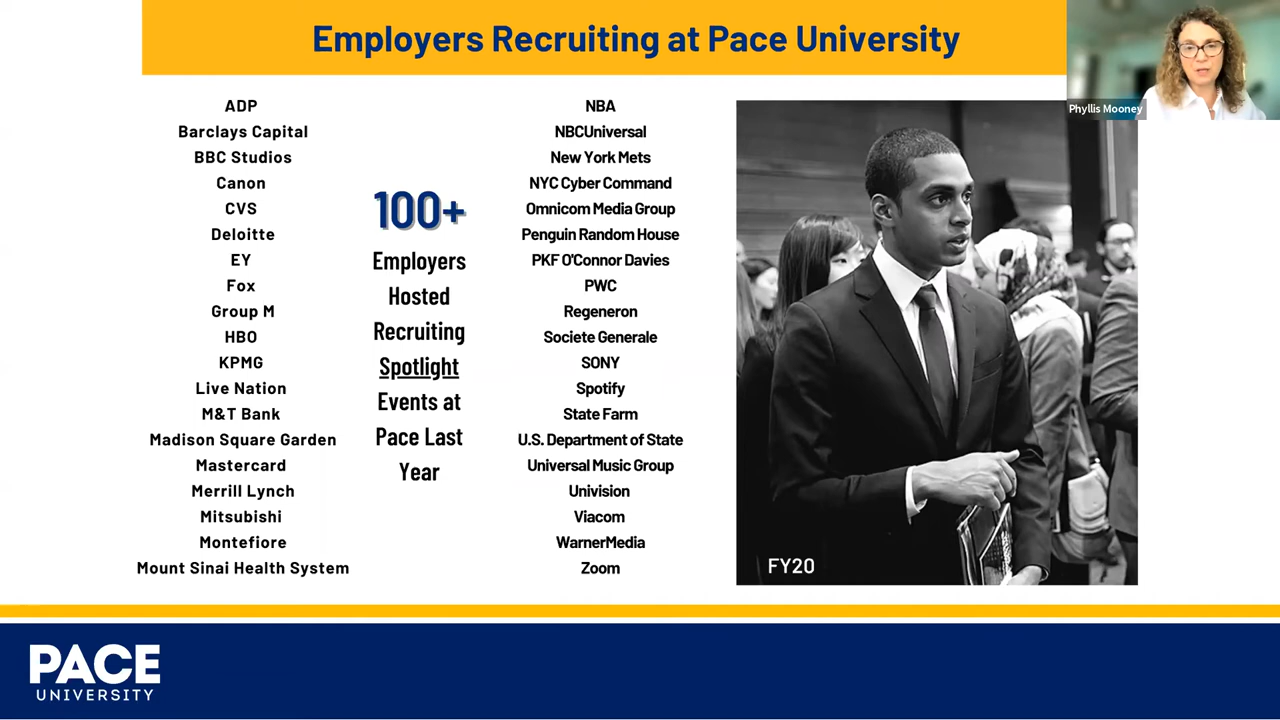 Employers Recruiting at Pace University
Phyllis Mooney
ADP
Barclays Capital
BBC Studios
Canon
CVS
Deloitte
EY
Fox
Group M
HBO
KPMG
Live Nation
M&T Bank
Madison Square Garden
Mastercard
Merrill Lynch
Mitsubishi
Montefiore
Mount Sinai Health System
100+
Employers
Hosted
Recruiting
Spotlight
Events at
Pace Last
Year
NBA
NBCUniversal
New York Mets
NYC Cyber Command
Omnicom Media Group
Penguin Random House
PKF O'Connor Davies
PWC
Regeneron
Societe Generale
SONY
Spotify
State Farm
U.S. Department of State
Universal Music Group
Univision
Viacom
WarnerMedia
Zoom
FY20
PACE
UNIVERSITY